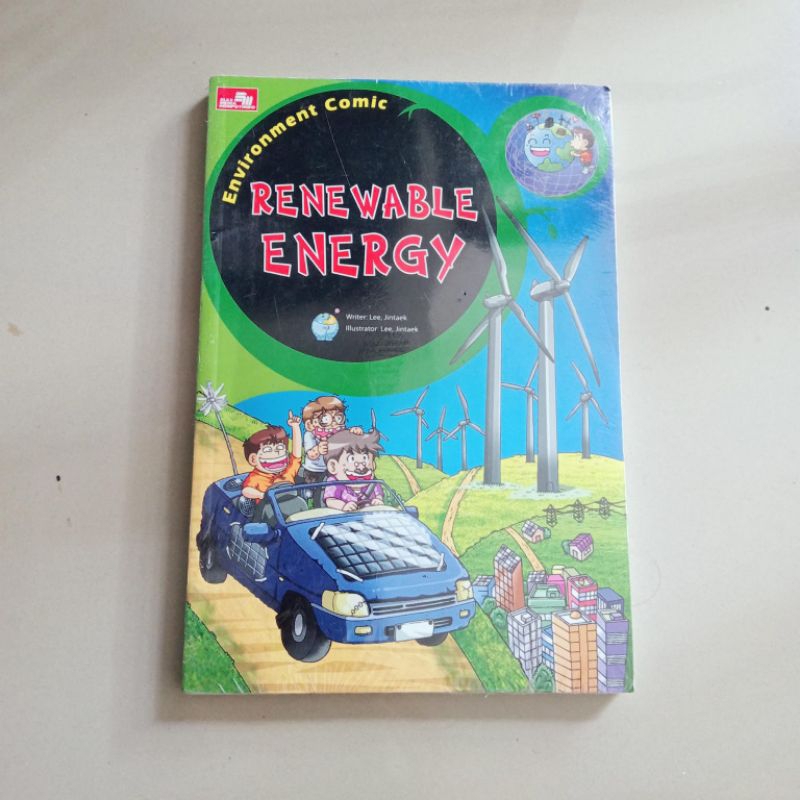 Environment Comic
RENEWABLE
ENERGY
Writer: Lee, Jintaek
Illustrator: Lee, Jintaek